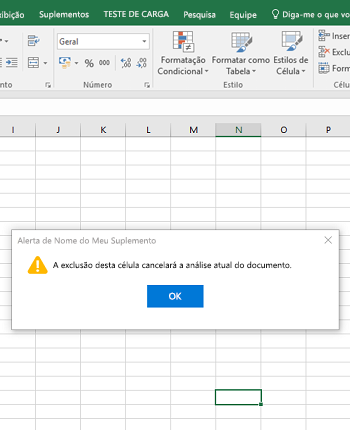 xibição Suplementos TESTE DE CARGA Pesquisa Equipe Diga-me o que vo
Geral
% 000
Formatação Condicional
Formatar como Tabela
Estilos de Célula
Inser
Exclu
Form
nto Número Estilo Célu
I J K L M N O P
Alerta de Nome do Meu Suplemento
A exclusão desta célula cancelará a análise atual do documento.
OK